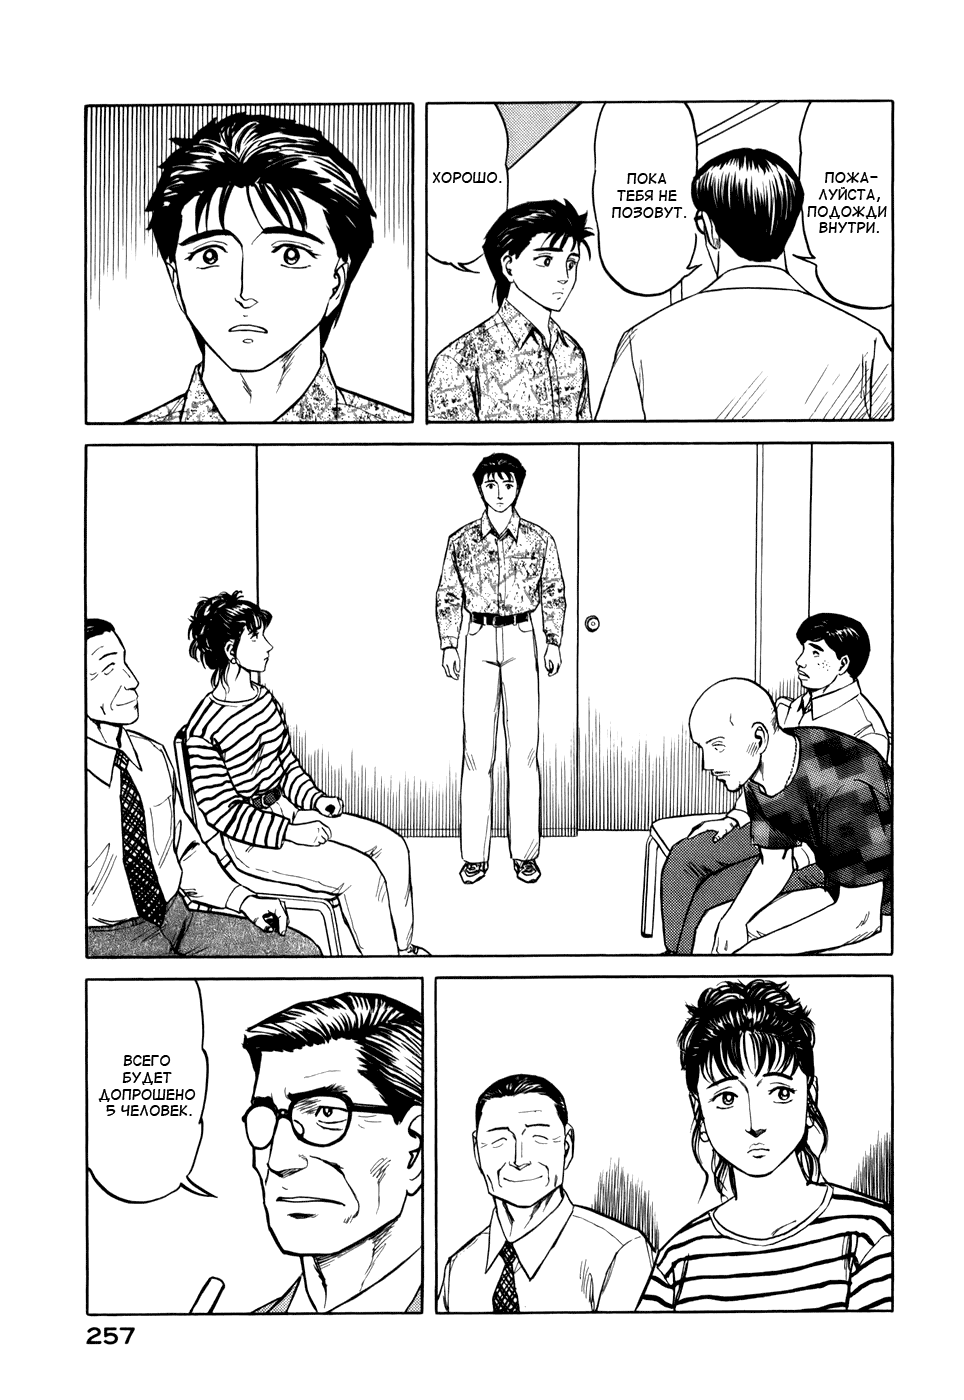 ПОЖА-
ЛУЙСТА,
ПОДОЖДИ
ВНУТРИ.
ПОКА
ТЕБЯ НЕ
ПОЗОВУТ.
ХОРОШО.
ВСЕГО
БУДЕТ
ДОПРОШЕНО
5 ЧЕЛОВЕК.
257